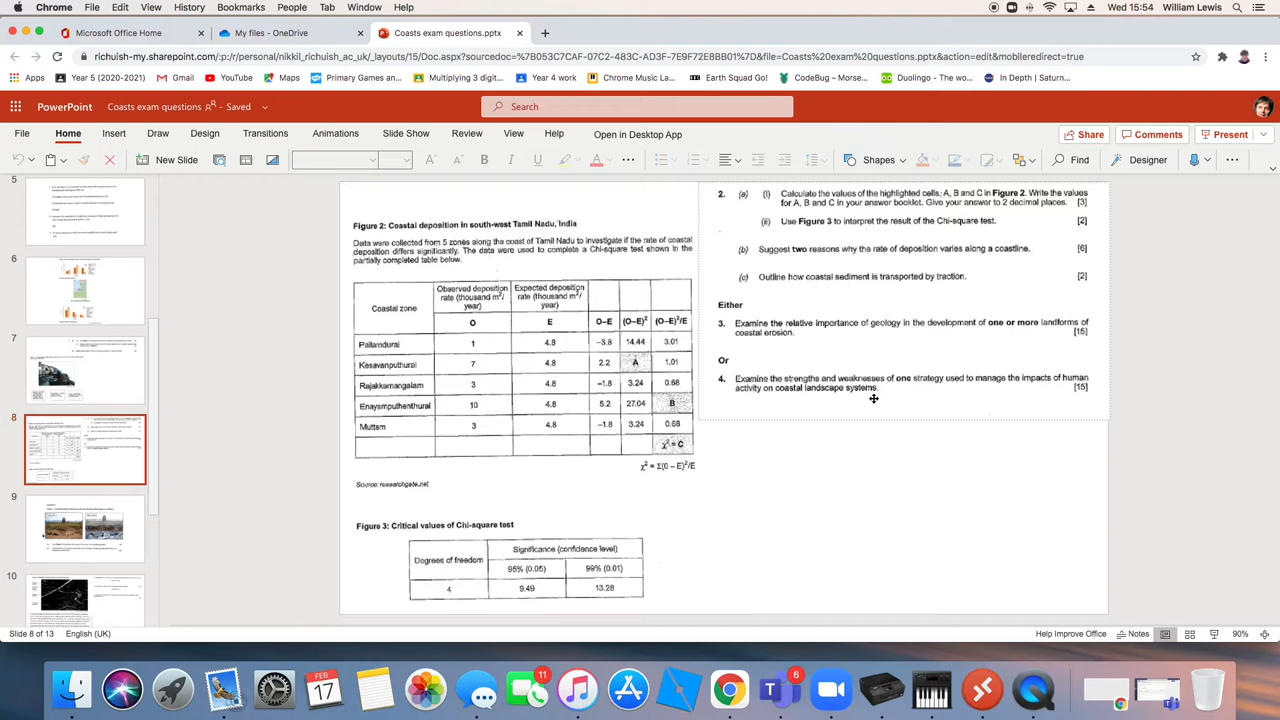 Chrome File Edit View History Bookmarks People Tab Window Help Wed 15:54 William Lewis
Microsoft Office Home My files - OneDrive Coasts exam questions.pptx
richuish-my.sharepoint.com/:p:/r/personal/nikkil_richuish_ac_uk/_layouts/15/Doc.aspx?sourcedoc=%7B053C7CAF-07C2-483C-AD3F-7E9F72E8B017%7D&file=Coasts%20exam%20questions.pptx&action=edit&mobileredirect=true
Apps Year 5 (2020-2021) Gmail YouTube Maps Primary Games an... Multiplying 3 digit... Year 4 work Chrome Music La... Earth Squad Go! CodeBug – Morse... Duolingo - The wo... In Depth | Saturn...
PowerPoint Coasts exam questions - Saved Search
File Home Insert Draw Design Transitions Animations Slide Show Review View Help Open in Desktop App Share Comments Present
New Slide B I U A Shapes Find Designer
5
6
7
8
9
10
Figure 2: Coastal deposition in south-west Tamil Nadu, India
Data were collected from 5 zones along the coast of Tamil Nadu to investigate if the rate of coastal
deposition differs significantly. The data were used to complete a Chi-square test shown in the
partially completed table below.
Coastal zone Observed deposition rate (thousand m²/ year) Expected deposition rate (thousand m²/ year)
O E O–E (O–E)² (O–E)²/E
Pallandurai 1 4.8 –3.8 14.44 3.01
Kesavanputhurai 7 4.8 2.2 A 1.01
Rajakkamangalam 3 4.8 –1.8 3.24 0.68
Enayamputhenthurai 10 4.8 5.2 27.04 B
Muttam 3 4.8 –1.8 3.24 0.68
χ² = C
χ² = Σ(0 – E)²/E
Source: researchgate.net
Figure 3: Critical values of Chi-square test
Degrees of freedom Significance (confidence level)
95% (0.05) 99% (0.01)
4 9.49 13.28
2. (a) (i) Calculate the values of the highlighted cells, A, B and C in Figure 2. Write the values
for A, B and C in your answer booklet. Give your answer to 2 decimal places. [3]
(ii) Use Figure 3 to interpret the result of the Chi-square test. [2]
(b) Suggest two reasons why the rate of deposition varies along a coastline. [6]
(c) Outline how coastal sediment is transported by traction. [2]
Either
3. Examine the relative importance of geology in the development of one or more landforms of
coastal erosion. [15]
Or
4. Examine the strengths and weaknesses of one strategy used to manage the impacts of human
activity on coastal landscape systems. [15]
Slide 8 of 13 English (UK) Help Improve Office Notes 90%
FEB
17
11
6